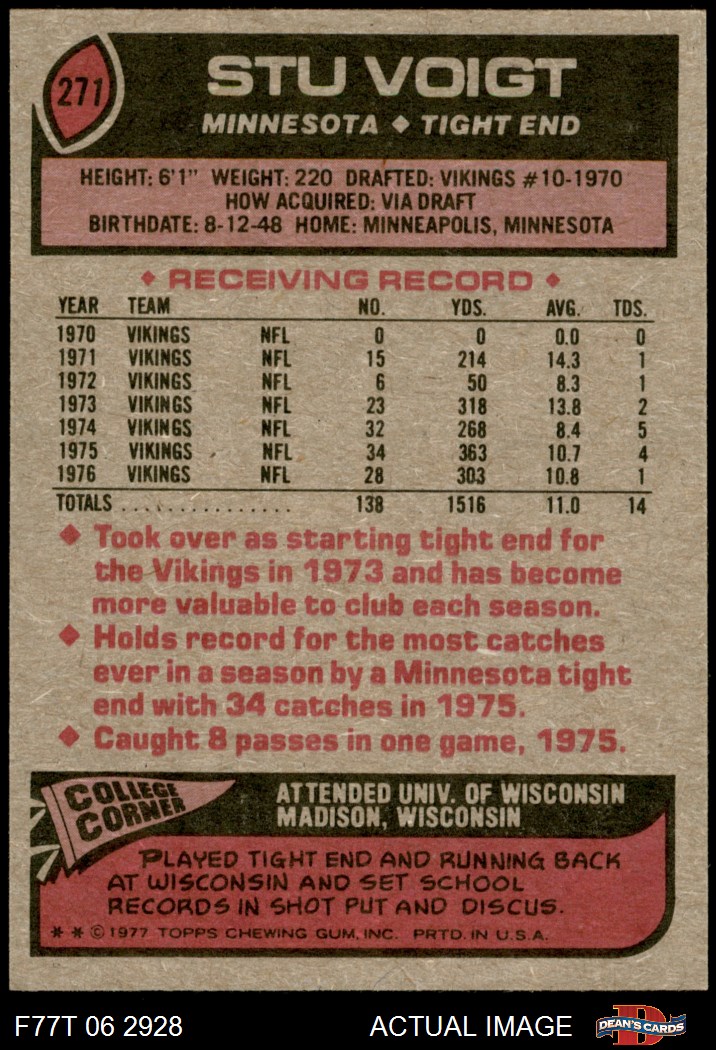 271
STU VOIGT
MINNESOTA ◆ TIGHT END
HEIGHT: 6'1" WEIGHT: 220 DRAFTED: VIKINGS #10-1970
HOW ACQUIRED: VIA DRAFT
BIRTHDATE: 8-12-48 HOME: MINNEAPOLIS, MINNESOTA
◆ RECEIVING RECORD ◆
YEAR TEAM NO. YDS. AVG. TDS.
1970 VIKINGS NFL 0 0 0.0 0
1971 VIKINGS NFL 15 214 14.3 1
1972 VIKINGS NFL 6 50 8.3 1
1973 VIKINGS NFL 23 318 13.8 2
1974 VIKINGS NFL 32 268 8.4 5
1975 VIKINGS NFL 34 363 10.7 4
1976 VIKINGS NFL 28 303 10.8 1
TOTALS . . . . . . . . . . . . . . . 138 1516 11.0 14
◆ Took over as starting tight end for
the Vikings in 1973 and has become
more valuable to club each season.
◆ Holds record for the most catches
ever in a season by a Minnesota tight
end with 34 catches in 1975.
◆ Caught 8 passes in one game, 1975.
COLLEGE
CORNER
ATTENDED UNIV. OF WISCONSIN
MADISON, WISCONSIN
PLAYED TIGHT END AND RUNNING BACK
AT WISCONSIN AND SET SCHOOL
RECORDS IN SHOT PUT AND DISCUS.
* * © 1977 TOPPS CHEWING GUM, INC. PRTD. IN U.S.A.
F77T 06 2928 ACTUAL IMAGE
D
DEAN'S CARDS